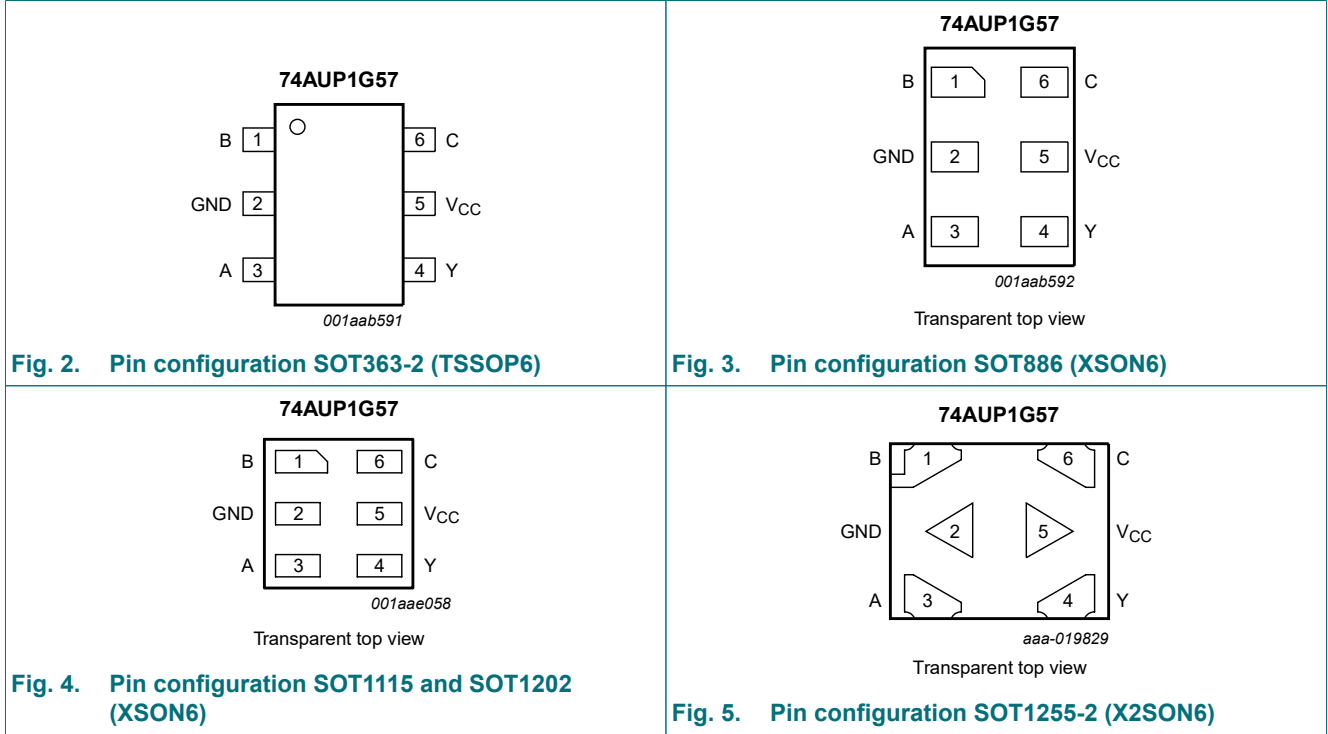 74AUP1G57
B 1 6 C
GND 2 5 VCC
A 3 4 Y
001aab591
Fig. 2. Pin configuration SOT363-2 (TSSOP6)
74AUP1G57
B 1 6 C
GND 2 5 VCC
A 3 4 Y
001aab592
Transparent top view
Fig. 3. Pin configuration SOT886 (XSON6)
74AUP1G57
B 1 6 C
GND 2 5 VCC
A 3 4 Y
001aae058
Transparent top view
Fig. 4. Pin configuration SOT1115 and SOT1202
(XSON6)
74AUP1G57
B 1 6 C
GND 2 5 VCC
A 3 4 Y
aaa-019829
Transparent top view
Fig. 5. Pin configuration SOT1255-2 (X2SON6)